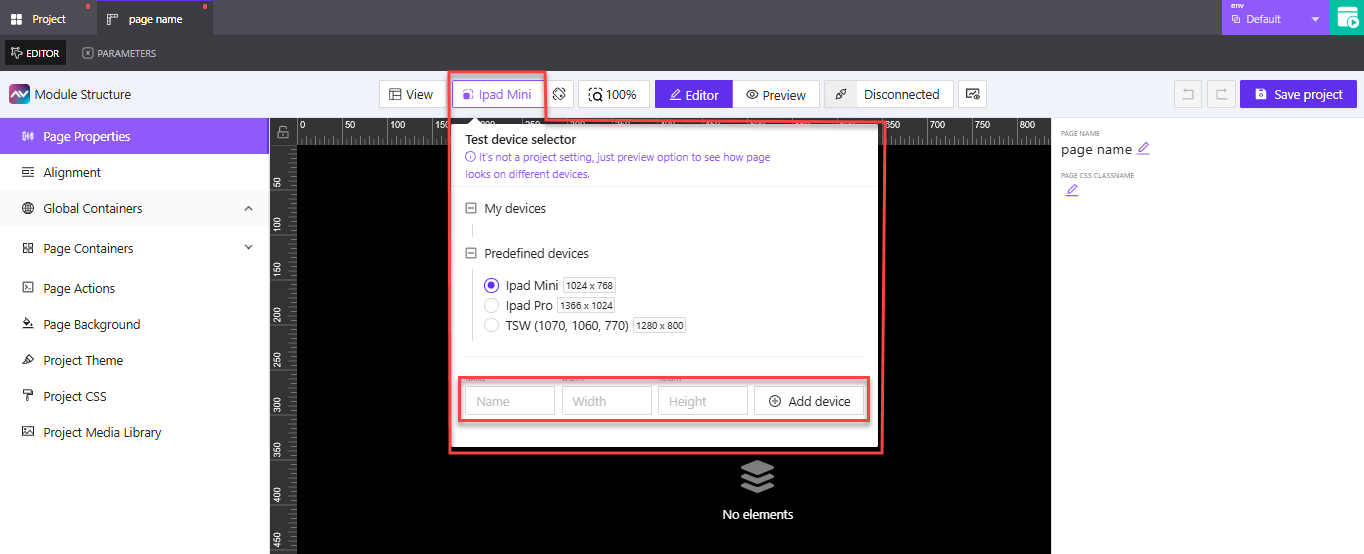 Project
page name
env
Default
EDITOR
PARAMETERS
Module Structure
View
Ipad Mini
100%
Editor
Preview
Disconnected
Save project
Page Properties
Alignment
Global Containers
Page Containers
Page Actions
Page Background
Project Theme
Project CSS
Project Media Library
0 50 100 150 200 250 650 700 750 800
50
100
150
200
250
300
350
400
450
Test device selector
It's not a project setting, just preview option to see how page
looks on different devices.
My devices
Predefined devices
Ipad Mini 1024 x 768
Ipad Pro 1366 x 1024
TSW (1070, 1060, 770) 1280 x 800
Name
Width
Height
Add device
No elements
PAGE NAME
page name
PAGE CSS CLASSNAME